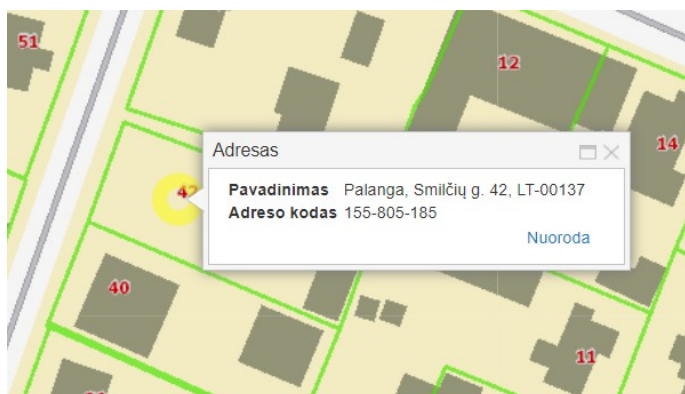 51
12
14
Adresas
42
Pavadinimas Palanga, Smilčių g. 42, LT-00137
Adreso kodas 155-805-185
Nuoroda
40
11